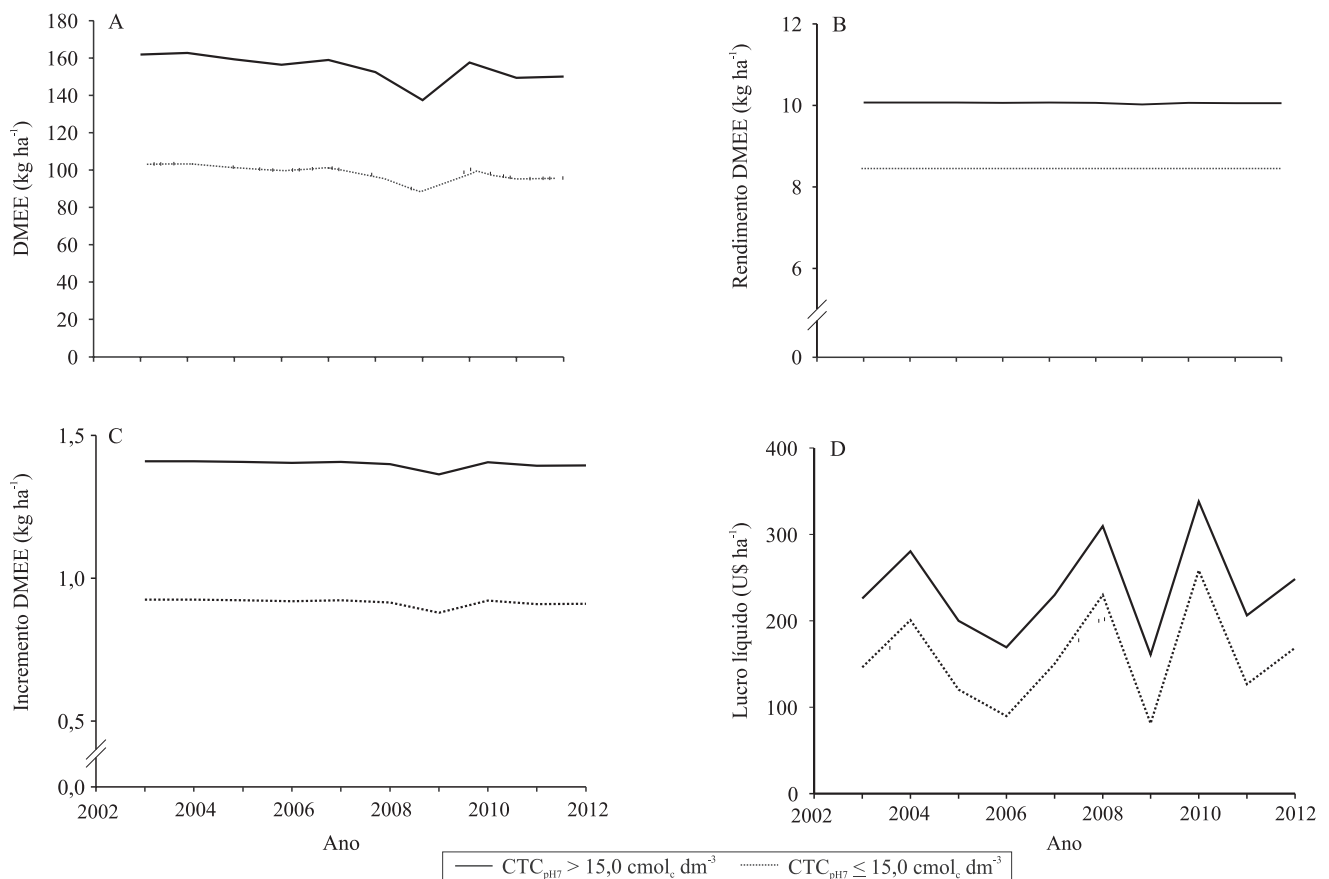 A
DMEE (kg ha⁻¹)
180
160
140
120
100
80
60
40
20
0
B
Rendimento DMEE (kg ha⁻¹)
12
10
8
6
0
C
Incremento DMEE (kg ha⁻¹)
1,5
1,0
0,5
0,0
2002 2004 2006 2008 2010 2012
Ano
D
Lucro líquido (U$ ha⁻¹)
400
300
200
100
0
2002 2004 2006 2008 2010 2012
Ano
CTCpH7 > 15,0 cmolc dm⁻³ CTCpH7 ≤ 15,0 cmolc dm⁻³